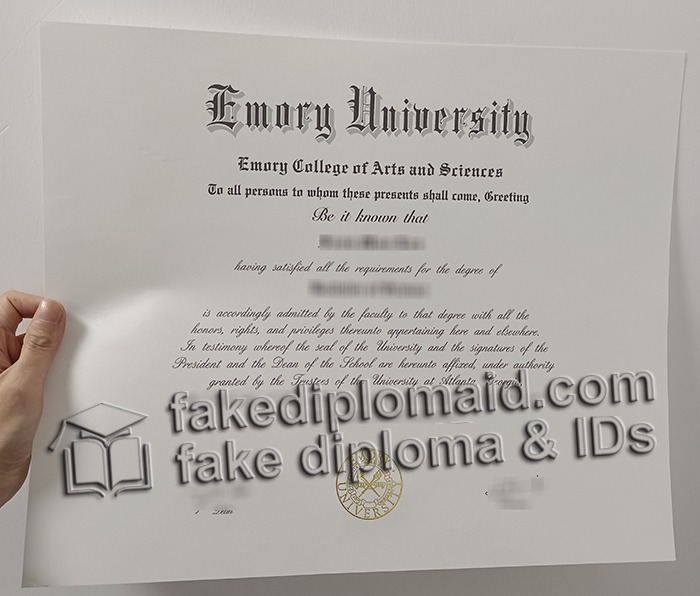 Emory University
Emory College of Arts and Sciences
To all persons to whom these presents shall come, Greeting
Be it known that
having satisfied all the requirements for the degree of
is accordingly admitted by the faculty to that degree with all the
honors, rights, and privileges thereunto appertaining here and elsewhere.
In testimony whereof the seal of the University and the signatures of the
President and the Dean of the School are hereunto affixed, under authority
granted by the Trustees of the University at Atlanta, Georgia,
fakediplomaid.com
fake diploma & IDs
UNIVERSITY
Dean